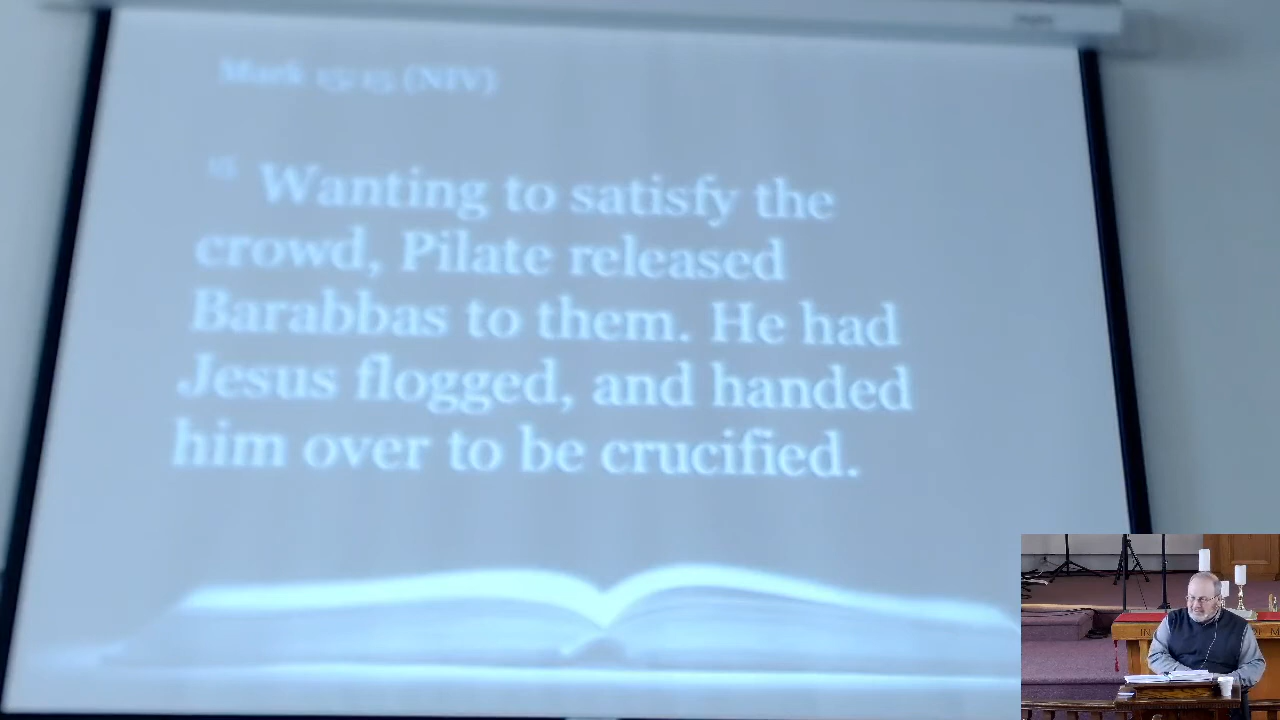 Mark 15:15 (NIV)
15 Wanting to satisfy the
crowd, Pilate released
Barabbas to them. He had
Jesus flogged, and handed
him over to be crucified.